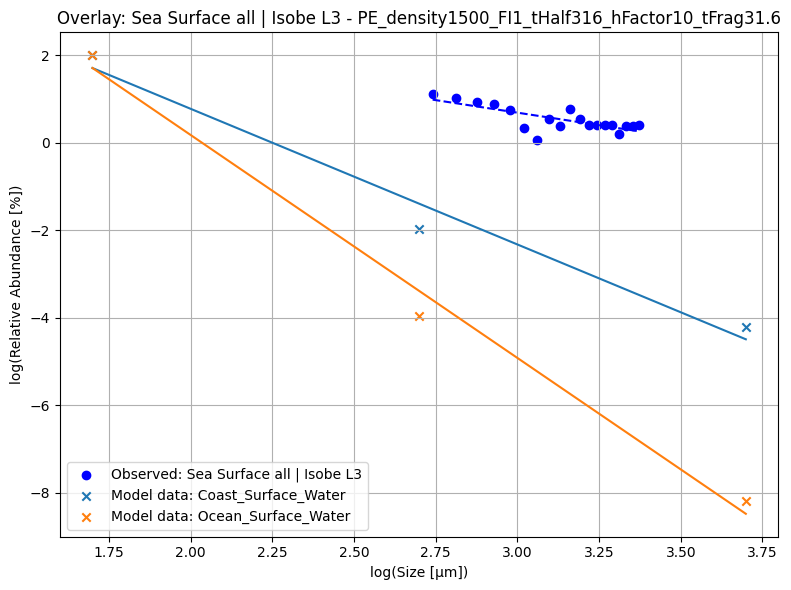 Overlay: Sea Surface all | Isobe L3 - PE_density1500_FI1_tHalf316_hFactor10_tFrag31.6
log(Relative Abundance [%])
2
0
−2
−4
−6
−8
Observed: Sea Surface all | Isobe L3
Model data: Coast_Surface_Water
Model data: Ocean_Surface_Water
1.75 2.00 2.25 2.50 2.75 3.00 3.25 3.50 3.75
log(Size [μm])